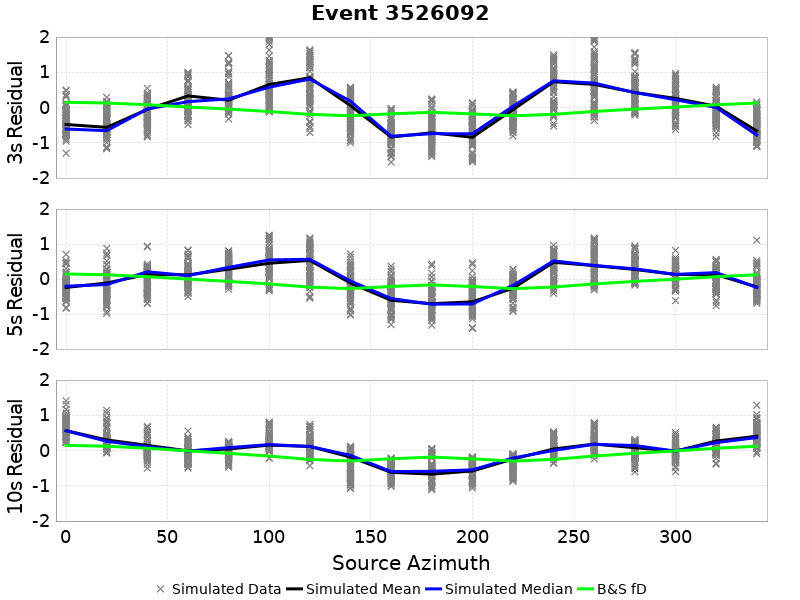 Event 3526092
3s Residual
2
1
0
-1
-2
5s Residual
2
1
0
-1
-2
10s Residual
2
1
0
-1
-2
0 50 100 150 200 250 300
Source Azimuth
Simulated Data Simulated Mean Simulated Median B&S fD